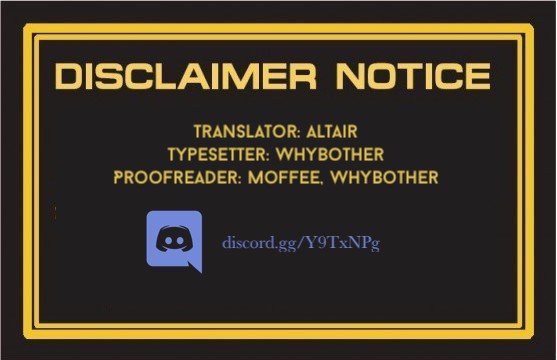 DISCLAIMER NOTICE
TRANSLATOR: ALTAIR
TYPESETTER: WHYBOTHER
PROOFREADER: MOFFEE, WHYBOTHER
discord.gg/Y9TxNPg